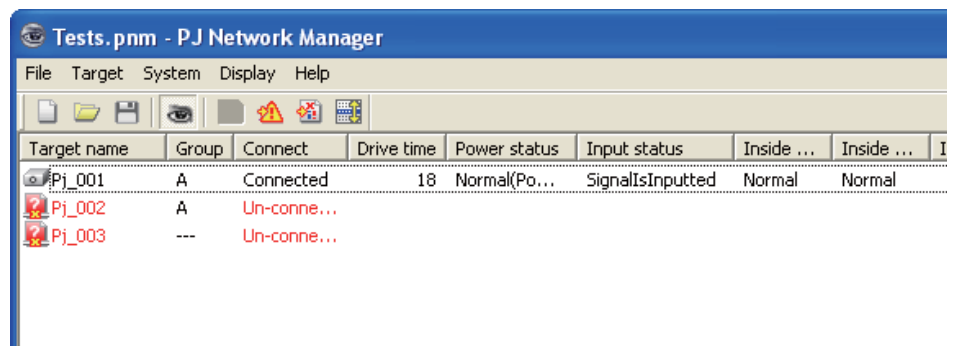 Tests.pnm - PJ Network Manager
File Target System Display Help
Target name Group Connect Drive time Power status Input status Inside ... Inside ... I
Pj_001 A Connected 18 Normal(Po... SignalIsInputted Normal Normal
Pj_002 A Un-conne...
Pj_003 --- Un-conne...